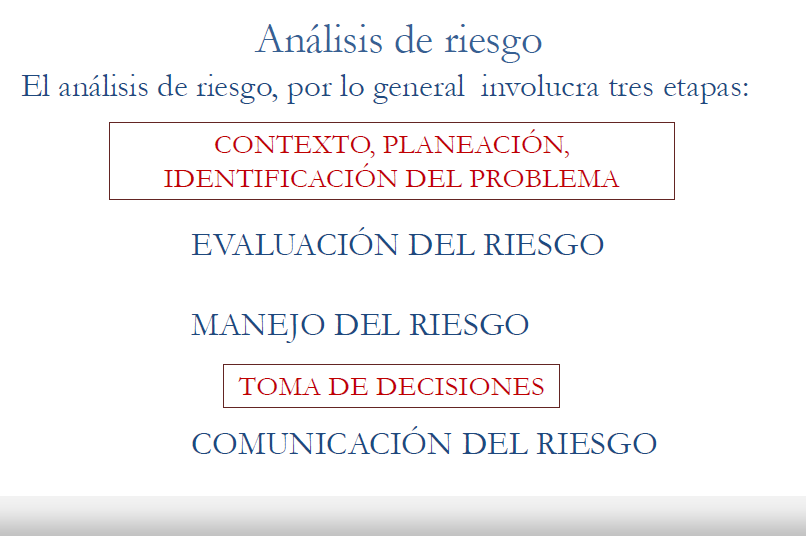 Análisis de riesgo
El análisis de riesgo, por lo general involucra tres etapas:
CONTEXTO, PLANEACIÓN,
IDENTIFICACIÓN DEL PROBLEMA
EVALUACIÓN DEL RIESGO
MANEJO DEL RIESGO
TOMA DE DECISIONES
COMUNICACIÓN DEL RIESGO